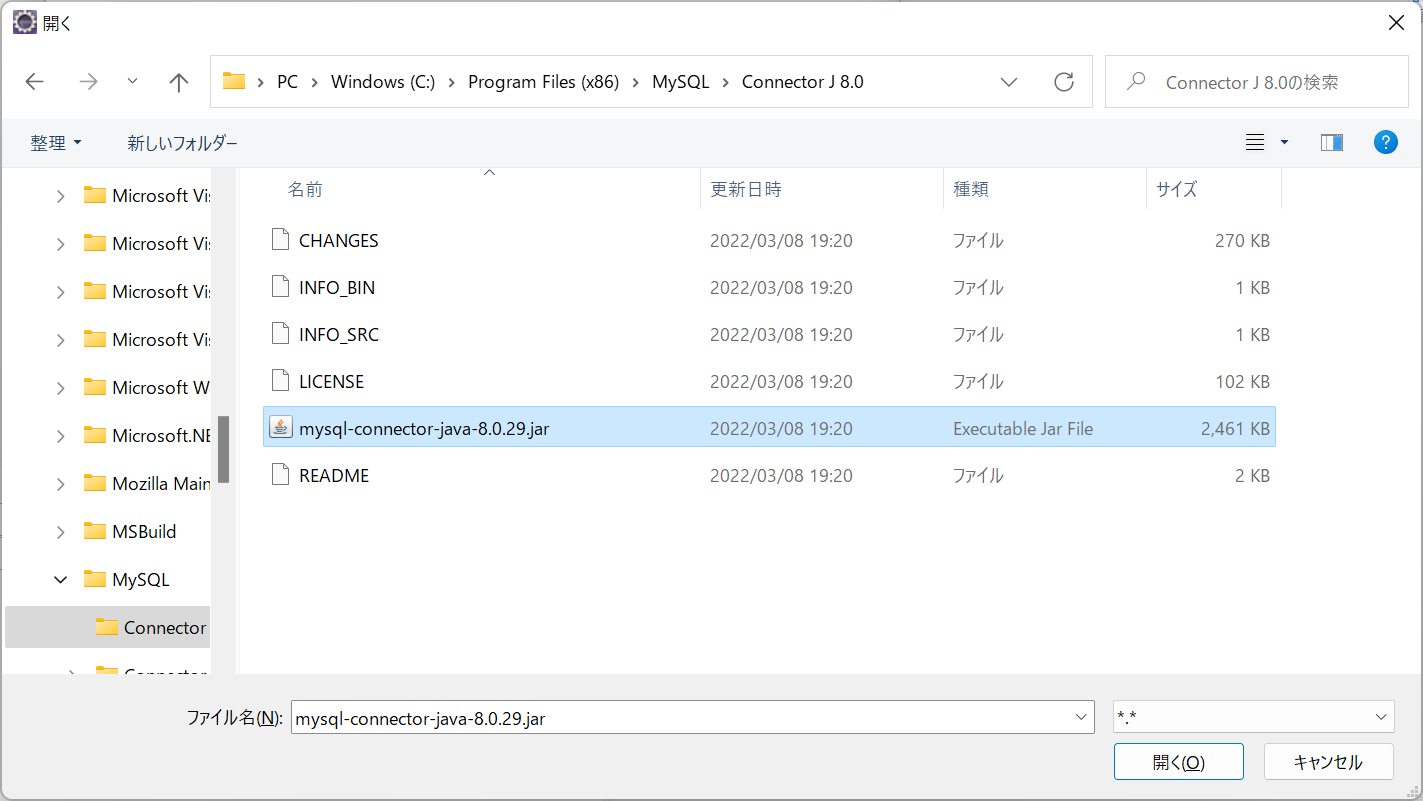 開く
PC > Windows (C:) > Program Files (x86) > MySQL > Connector J 8.0
Connector J 8.0の検索
整理 新しいフォルダー
Microsoft Vis
Microsoft Vis
Microsoft Vis
Microsoft Vis
Microsoft W
Microsoft.NE
Mozilla Main
MSBuild
MySQL
Connector
Connector
名前 更新日時 種類 サイズ
CHANGES 2022/03/08 19:20 ファイル 270 KB
INFO_BIN 2022/03/08 19:20 ファイル 1 KB
INFO_SRC 2022/03/08 19:20 ファイル 1 KB
LICENSE 2022/03/08 19:20 ファイル 102 KB
mysql-connector-java-8.0.29.jar 2022/03/08 19:20 Executable Jar File 2,461 KB
README 2022/03/08 19:20 ファイル 2 KB
ファイル名(N): mysql-connector-java-8.0.29.jar *.*
開く(O) キャンセル